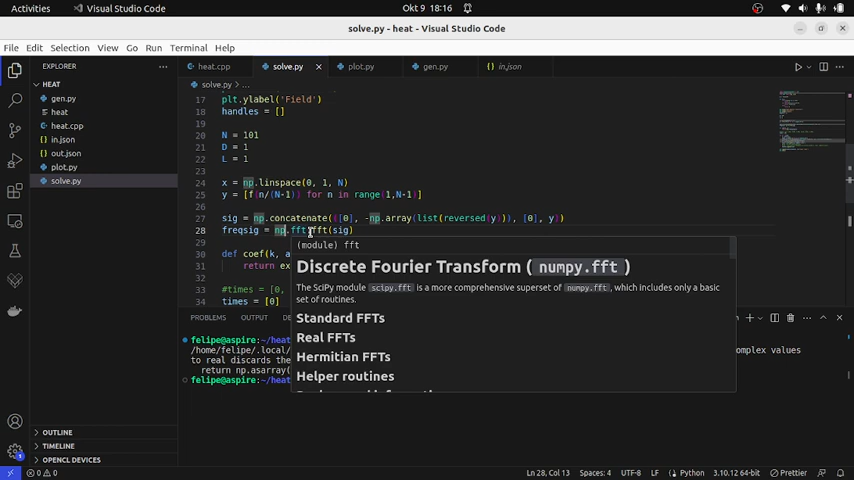 Activities
Visual Studio Code
Okt 9 18:16
solve.py - heat - Visual Studio Code
File Edit Selection View Go Run Terminal Help
EXPLORER
heat.cpp
solve.py
plot.py
gen.py
in.json
solve.py > ...
HEAT
gen.py
heat
heat.cpp
in.json
out.json
plot.py
solve.py
17 plt.ylabel('Field')
18 handles = []
19
20 N = 101
21 D = 1
22 L = 1
23
24 x = np.linspace(0, 1, N)
25 y = [f(n/(N-1)) for n in range(1,N-1)]
26
27 sig = np.concatenate(([0], -np.array(list(reversed(y))), [0], y))
28 freqsig = np.fft.fft(sig)
29
30 def coef(k, a
31 return ex
32
33 #times = [0,
34 times = [0]
(module) fft
Discrete Fourier Transform ( numpy.fft )
The SciPy module scipy.fft is a more comprehensive superset of numpy.fft, which includes only a basic
set of routines.
Standard FFTs
Real FFTs
Hermitian FFTs
Helper routines
PROBLEMS OUTPUT
felipe@aspire:~
/home/felipe/.local/
omplex values
to real discards the
return np.asarray(
felipe@aspire:~
OUTLINE
TIMELINE
OPENCL DEVICES
0 0
Ln 28, Col 13 Spaces: 4 UTF-8 LF Python 3.10.12 64-bit Prettier